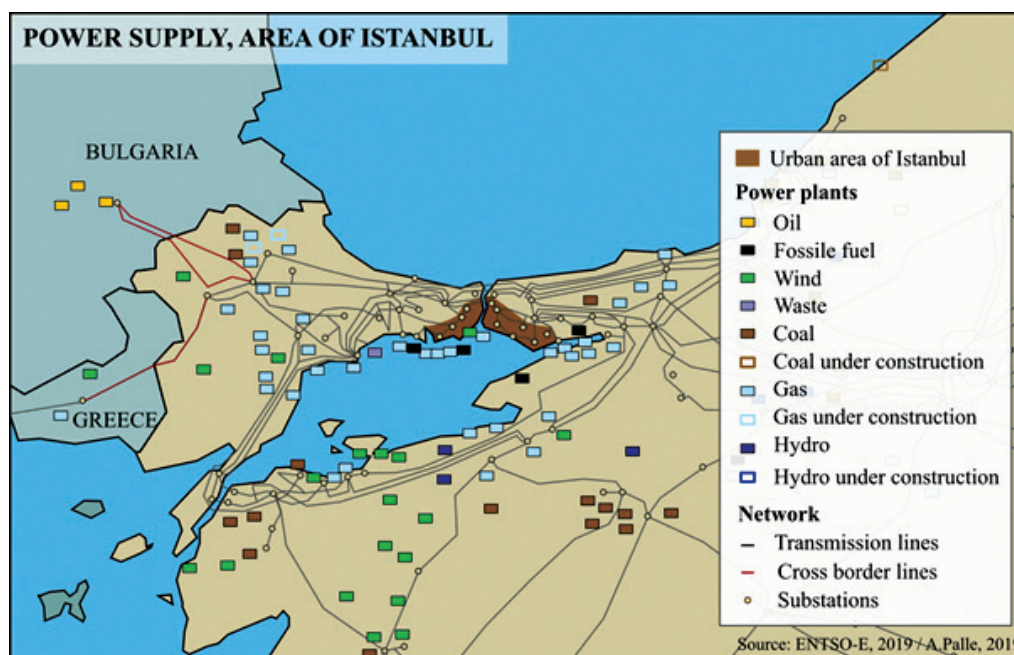 POWER SUPPLY, AREA OF ISTANBUL
BULGARIA
GREECE
Urban area of Istanbul
Power plants
Oil
Fossile fuel
Wind
Waste
Coal
Coal under construction
Gas
Gas under construction
Hydro
Hydro under construction
Network
Transmission lines
Cross border lines
Substations
Source: ENTSO-E, 2019 / A.Palle, 2019